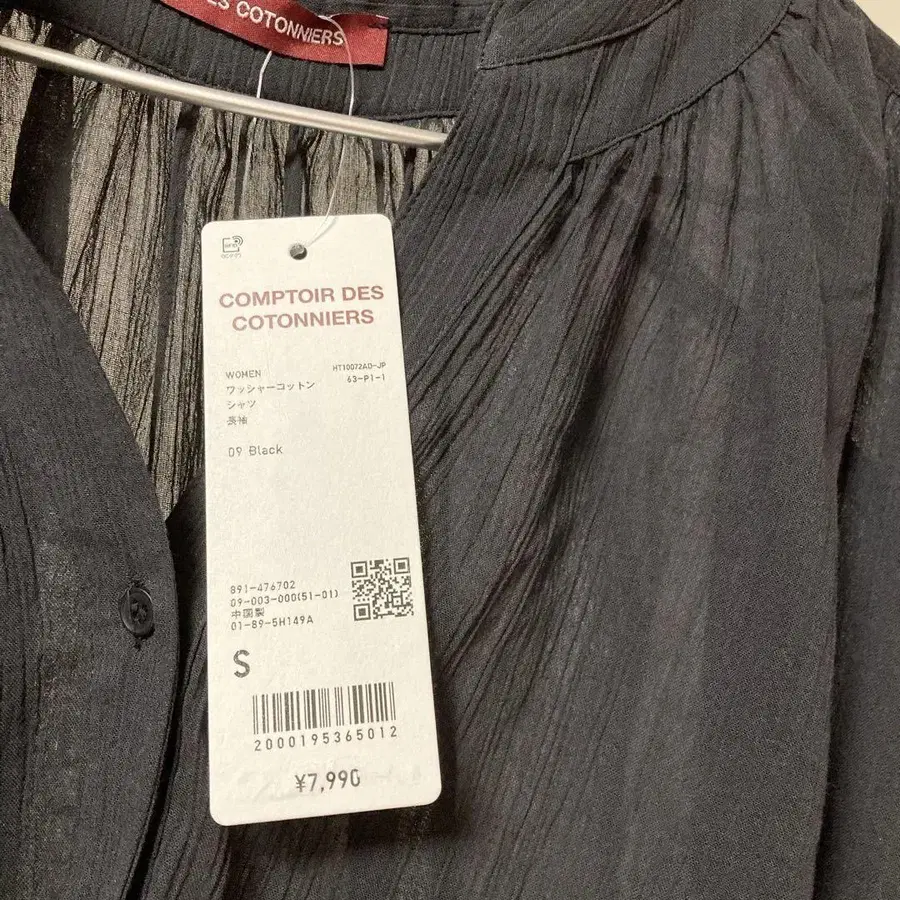 DES COTONNIERS
COMPTOIR DES
COTONNIERS
WOMEN HT10072AO-JP
ワッシャーコットン 63-P1-1
シャツ
長袖
09 Black
891-476702
09-003-000(51-01)
中国製
01-89-5H149A
S
2000195365012
¥7,990